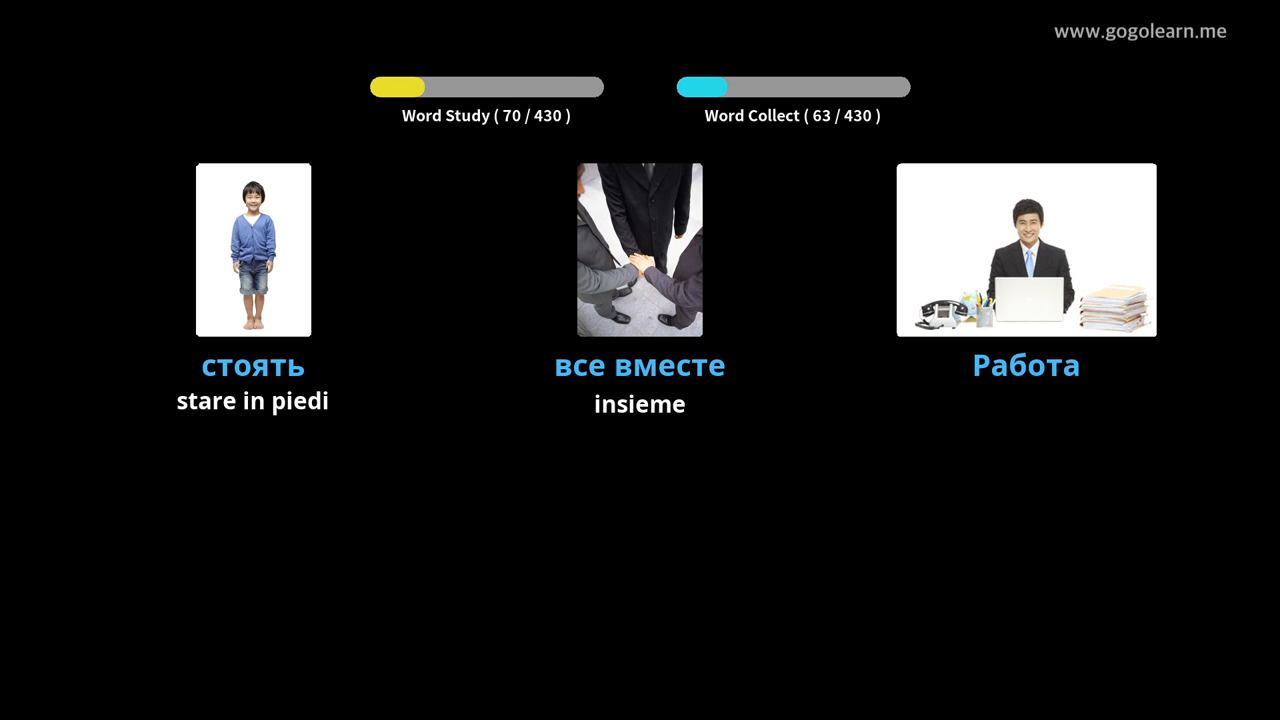 www.gogolearn.me
Word Study ( 70 / 430 )
Word Collect ( 63 / 430 )
стоять
stare in piedi
все вместе
insieme
Работа